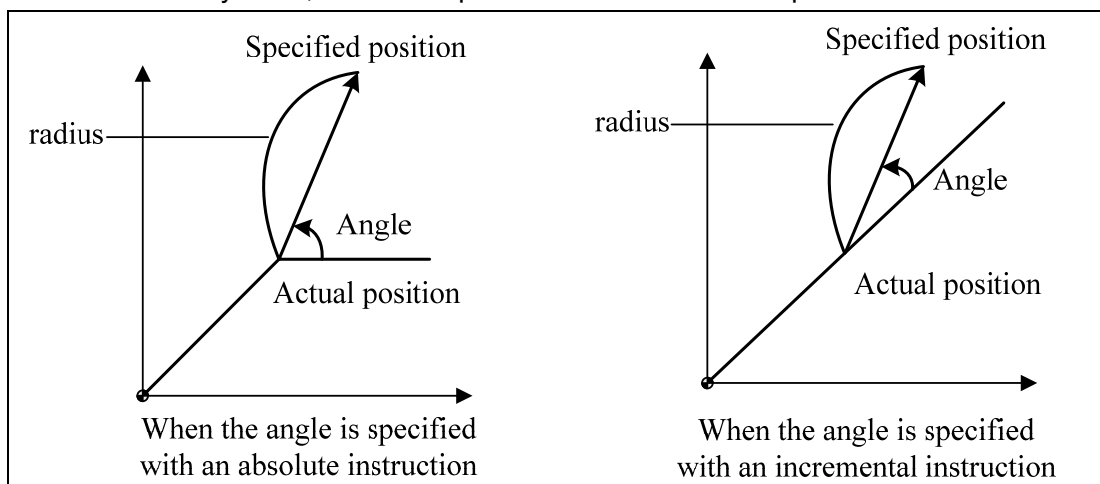 Specified position
radius
Angle
Actual position
When the angle is specified
with an absolute instruction
Specified position
radius
Angle
Actual position
When the angle is specified
with an incremental instruction